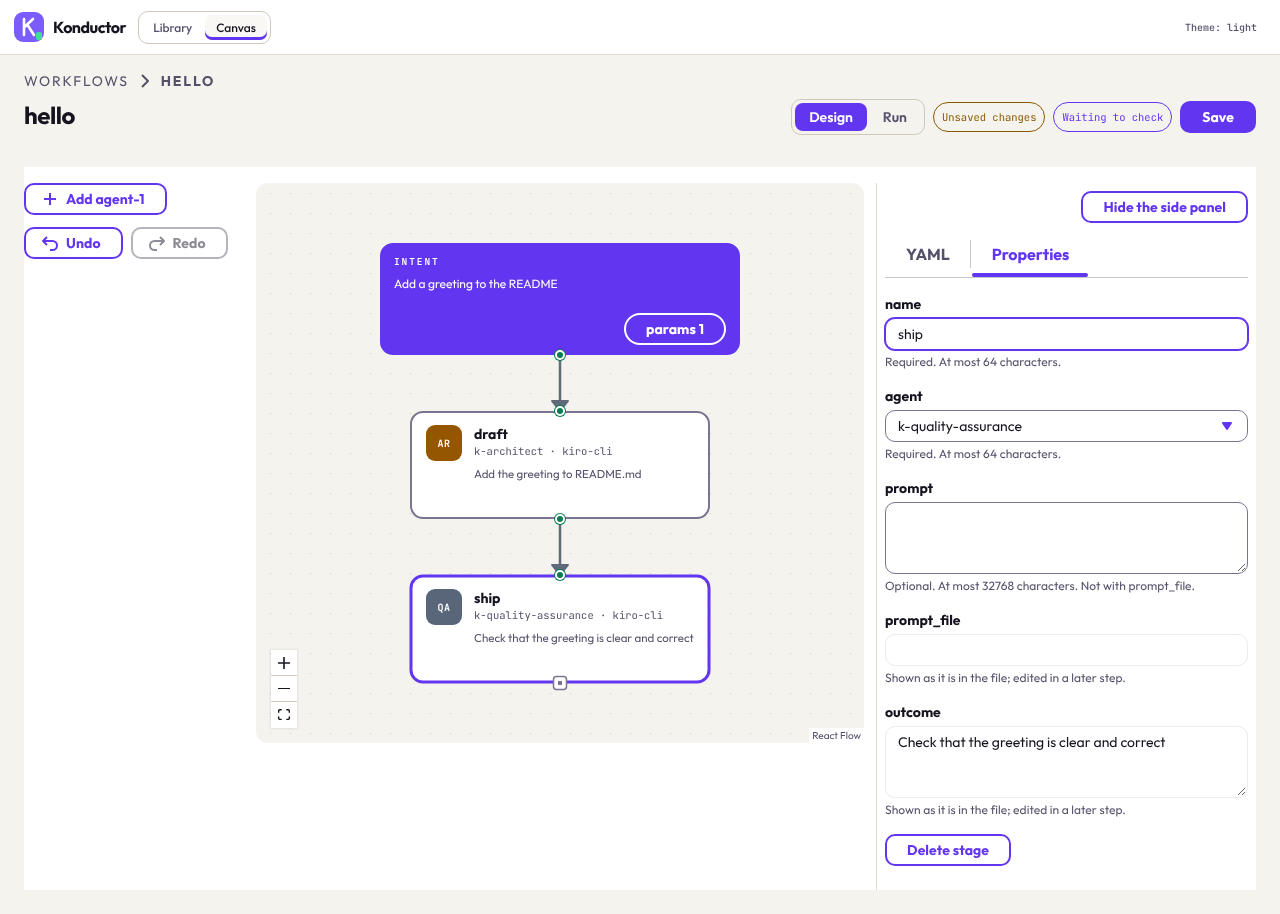 Konductor
Library
Canvas
Theme: light
WORKFLOWS > HELLO
hello
Design
Run
Unsaved changes
Waiting to check
Save
Add agent-1
Undo
Redo
INTENT
Add a greeting to the README
params 1
AR
draft
k-architect · kiro-cli
Add the greeting to README.md
QA
ship
k-quality-assurance · kiro-cli
Check that the greeting is clear and correct
React Flow
Hide the side panel
YAML
Properties
name
ship
Required. At most 64 characters.
agent
k-quality-assurance
Required. At most 64 characters.
prompt
Optional. At most 32768 characters. Not with prompt_file.
prompt_file
Shown as it is in the file; edited in a later step.
outcome
Check that the greeting is clear and correct
Shown as it is in the file; edited in a later step.
Delete stage